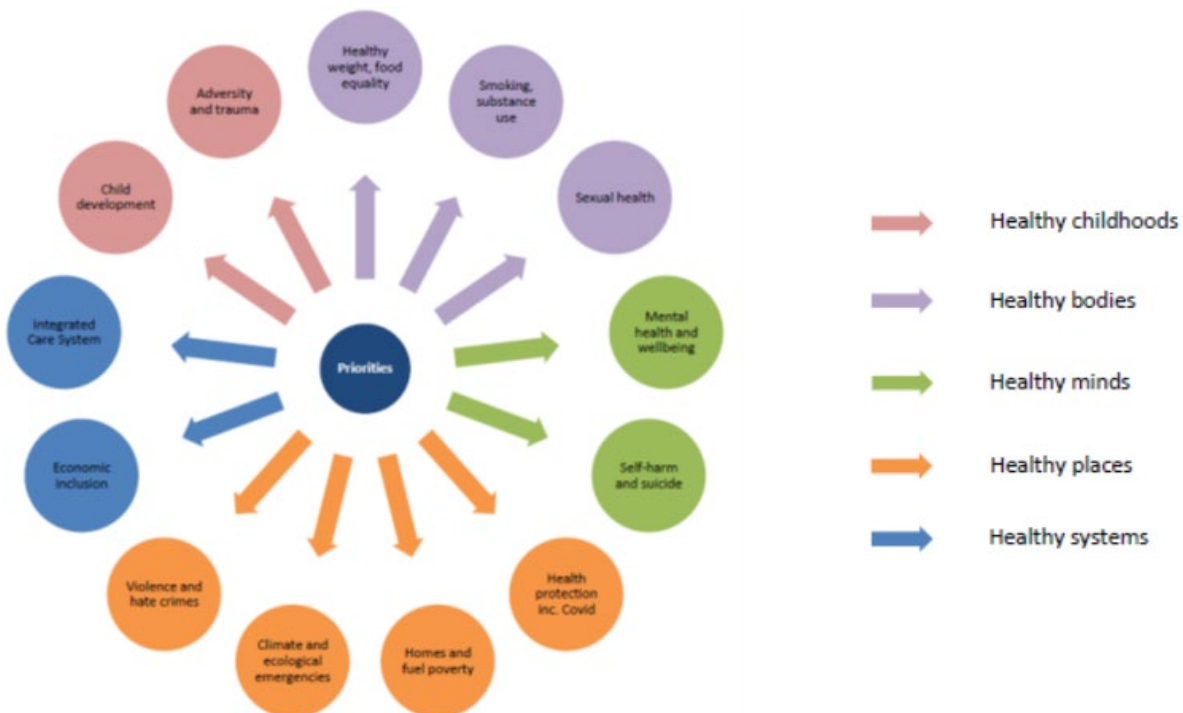 Healthy
weight, food
equality
Smoking,
substance
use
Sexual health
Mental
health and
wellbeing
Self-harm
and suicide
Health
protection
inc. Covid
Homes and
fuel poverty
Climate and
ecological
emergencies
Violence and
hate crimes
Economic
inclusion
Integrated
Care System
Child
development
Adversity
and trauma
Priorities
Healthy childhoods
Healthy bodies
Healthy minds
Healthy places
Healthy systems